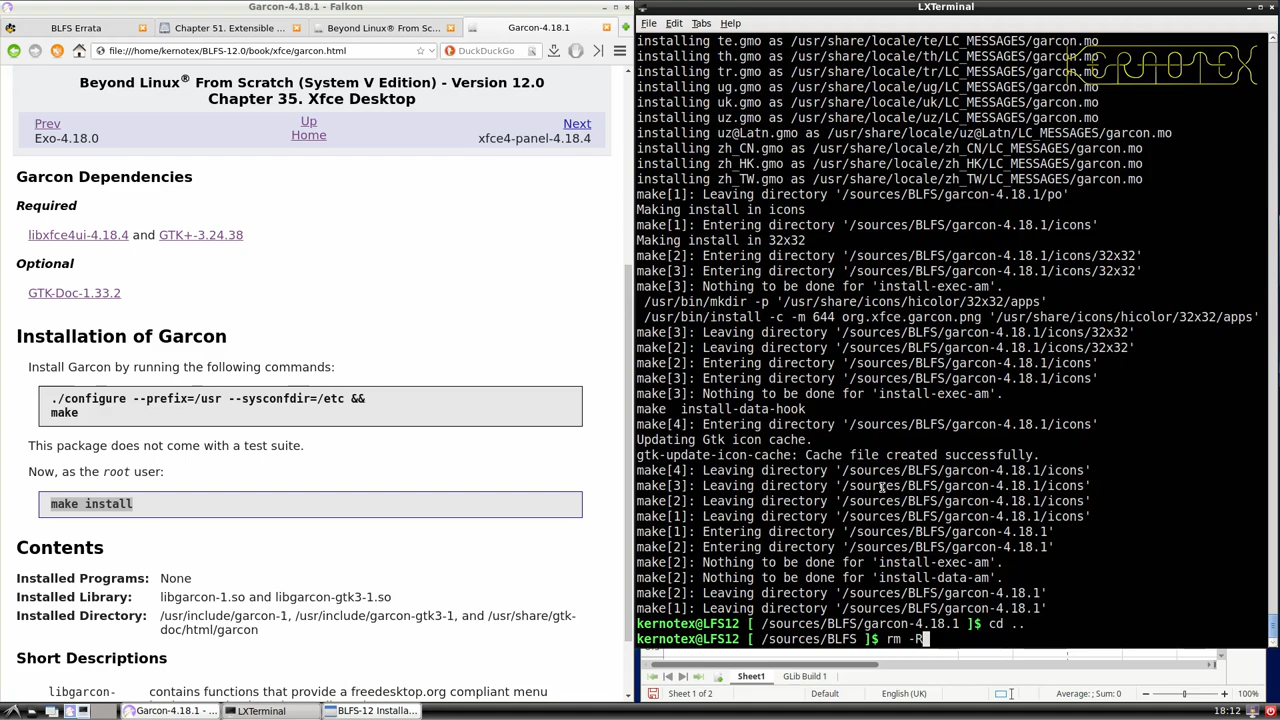 Garcon-4.18.1 - Falkon
BLFS Errata
Chapter 51. Extensible ...
Beyond Linux® From Sc...
Garcon-4.18.1
file:///home/kernotex/BLFS-12.0/book/xfce/garcon.html
DuckDuckGo
Beyond Linux® From Scratch (System V Edition) - Version 12.0
Chapter 35. Xfce Desktop
Prev
Up
Next
Exo-4.18.0
Home
xfce4-panel-4.18.4
Garcon Dependencies
Required
libxfce4ui-4.18.4 and GTK+-3.24.38
Optional
GTK-Doc-1.33.2
Installation of Garcon
Install Garcon by running the following commands:
./configure --prefix=/usr --sysconfdir=/etc &&
make
This package does not come with a test suite.
Now, as the root user:
make install
Contents
Installed Programs: None
Installed Library: libgarcon-1.so and libgarcon-gtk3-1.so
Installed Directory: /usr/include/garcon-1, /usr/include/garcon-gtk3-1, and /usr/share/gtk-
doc/html/garcon
Short Descriptions
libgarcon- contains functions that provide a freedesktop.org compliant menu
LXTerminal
File Edit Tabs Help
KERNOTEX
installing te.gmo as /usr/share/locale/te/LC_MESSAGES/garcon.mo
installing th.gmo as /usr/share/locale/th/LC_MESSAGES/garcon.mo
installing tr.gmo as /usr/share/locale/tr/LC_MESSAGES/garcon.mo
installing ug.gmo as /usr/share/locale/ug/LC_MESSAGES/garcon.mo
installing uk.gmo as /usr/share/locale/uk/LC_MESSAGES/garcon.mo
installing uz.gmo as /usr/share/locale/uz/LC_MESSAGES/garcon.mo
installing uz@Latn.gmo as /usr/share/locale/uz@Latn/LC_MESSAGES/garcon.mo
installing zh_CN.gmo as /usr/share/locale/zh_CN/LC_MESSAGES/garcon.mo
installing zh_HK.gmo as /usr/share/locale/zh_HK/LC_MESSAGES/garcon.mo
installing zh_TW.gmo as /usr/share/locale/zh_TW/LC_MESSAGES/garcon.mo
make[1]: Leaving directory '/sources/BLFS/garcon-4.18.1/po'
Making install in icons
make[1]: Entering directory '/sources/BLFS/garcon-4.18.1/icons'
Making install in 32x32
make[2]: Entering directory '/sources/BLFS/garcon-4.18.1/icons/32x32'
make[3]: Entering directory '/sources/BLFS/garcon-4.18.1/icons/32x32'
make[3]: Nothing to be done for 'install-exec-am'.
/usr/bin/mkdir -p '/usr/share/icons/hicolor/32x32/apps'
/usr/bin/install -c -m 644 org.xfce.garcon.png '/usr/share/icons/hicolor/32x32/apps'
make[3]: Leaving directory '/sources/BLFS/garcon-4.18.1/icons/32x32'
make[2]: Leaving directory '/sources/BLFS/garcon-4.18.1/icons/32x32'
make[2]: Entering directory '/sources/BLFS/garcon-4.18.1/icons'
make[3]: Entering directory '/sources/BLFS/garcon-4.18.1/icons'
make[3]: Nothing to be done for 'install-exec-am'.
make  install-data-hook
make[4]: Entering directory '/sources/BLFS/garcon-4.18.1/icons'
Updating Gtk icon cache.
gtk-update-icon-cache: Cache file created successfully.
make[4]: Leaving directory '/sources/BLFS/garcon-4.18.1/icons'
make[3]: Leaving directory '/sources/BLFS/garcon-4.18.1/icons'
make[2]: Leaving directory '/sources/BLFS/garcon-4.18.1/icons'
make[1]: Leaving directory '/sources/BLFS/garcon-4.18.1/icons'
make[1]: Entering directory '/sources/BLFS/garcon-4.18.1'
make[2]: Entering directory '/sources/BLFS/garcon-4.18.1'
make[2]: Nothing to be done for 'install-exec-am'.
make[2]: Nothing to be done for 'install-data-am'.
make[2]: Leaving directory '/sources/BLFS/garcon-4.18.1'
make[1]: Leaving directory '/sources/BLFS/garcon-4.18.1'
kernotex@LFS12 [ /sources/BLFS/garcon-4.18.1 ]$ cd ..
kernotex@LFS12 [ /sources/BLFS ]$ rm -R
Sheet1
GLib Build 1
Sheet 1 of 2
Default
English (UK)
Average: ; Sum: 0
100%
Garcon-4.18.1 - ...
LXTerminal
BLFS-12 Installa...
18:12